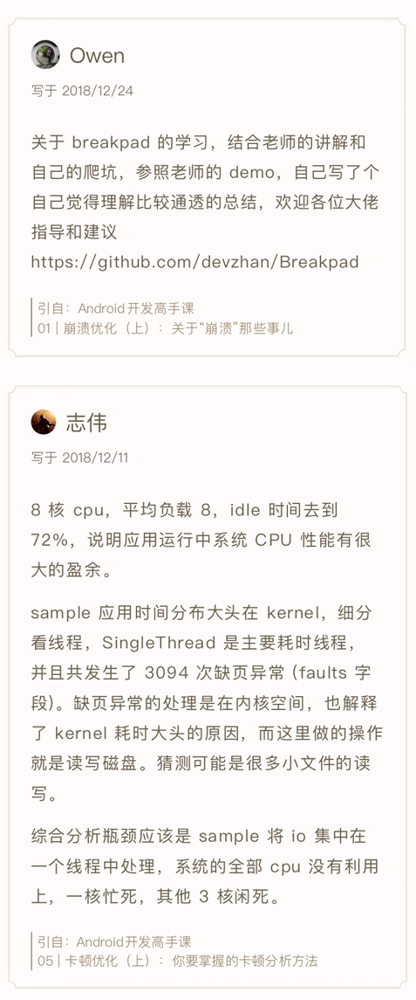 Owen
写于 2018/12/24
关于 breakpad 的学习，结合老师的讲解和
自己的爬坑，参照老师的 demo，自己写了个
自己觉得理解比较通透的总结，欢迎各位大佬
指导和建议
https://github.com/devzhan/Breakpad
引自：Android开发高手课
01 | 崩溃优化（上）：关于“崩溃”那些事儿
志伟
写于 2018/12/11
8 核 cpu，平均负载 8，idle 时间去到
72%，说明应用运行中系统 CPU 性能有很
大的盈余。
sample 应用时间分布大头在 kernel，细分
看线程，SingleThread 是主要耗时线程，
并且共发生了 3094 次缺页异常 (faults 字
段)。缺页异常的处理是在内核空间，也解释
了 kernel 耗时大头的原因，而这里做的操作
就是读写磁盘。猜测可能是很多小文件的读
写。
综合分析瓶颈应该是 sample 将 io 集中在
一个线程中处理，系统的全部 cpu 没有利用
上，一核忙死，其他 3 核闲死。
引自：Android开发高手课
05 | 卡顿优化（上）：你要掌握的卡顿分析方法